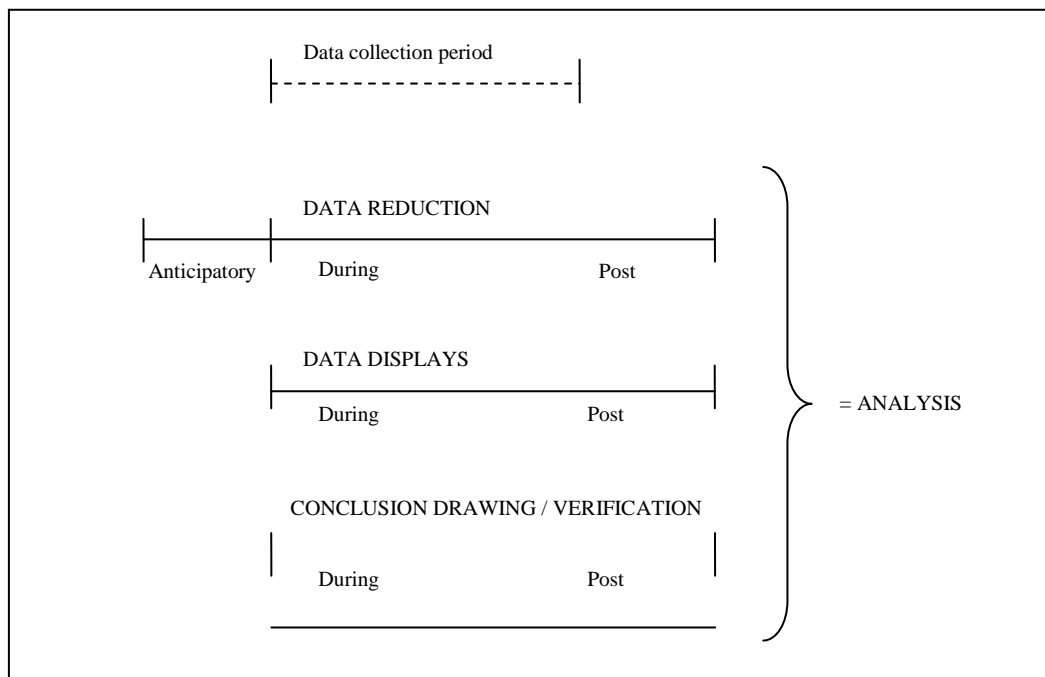 Data collection period
DATA REDUCTION
Anticipatory During Post
DATA DISPLAYS
During Post
= ANALYSIS
CONCLUSION DRAWING / VERIFICATION
During Post